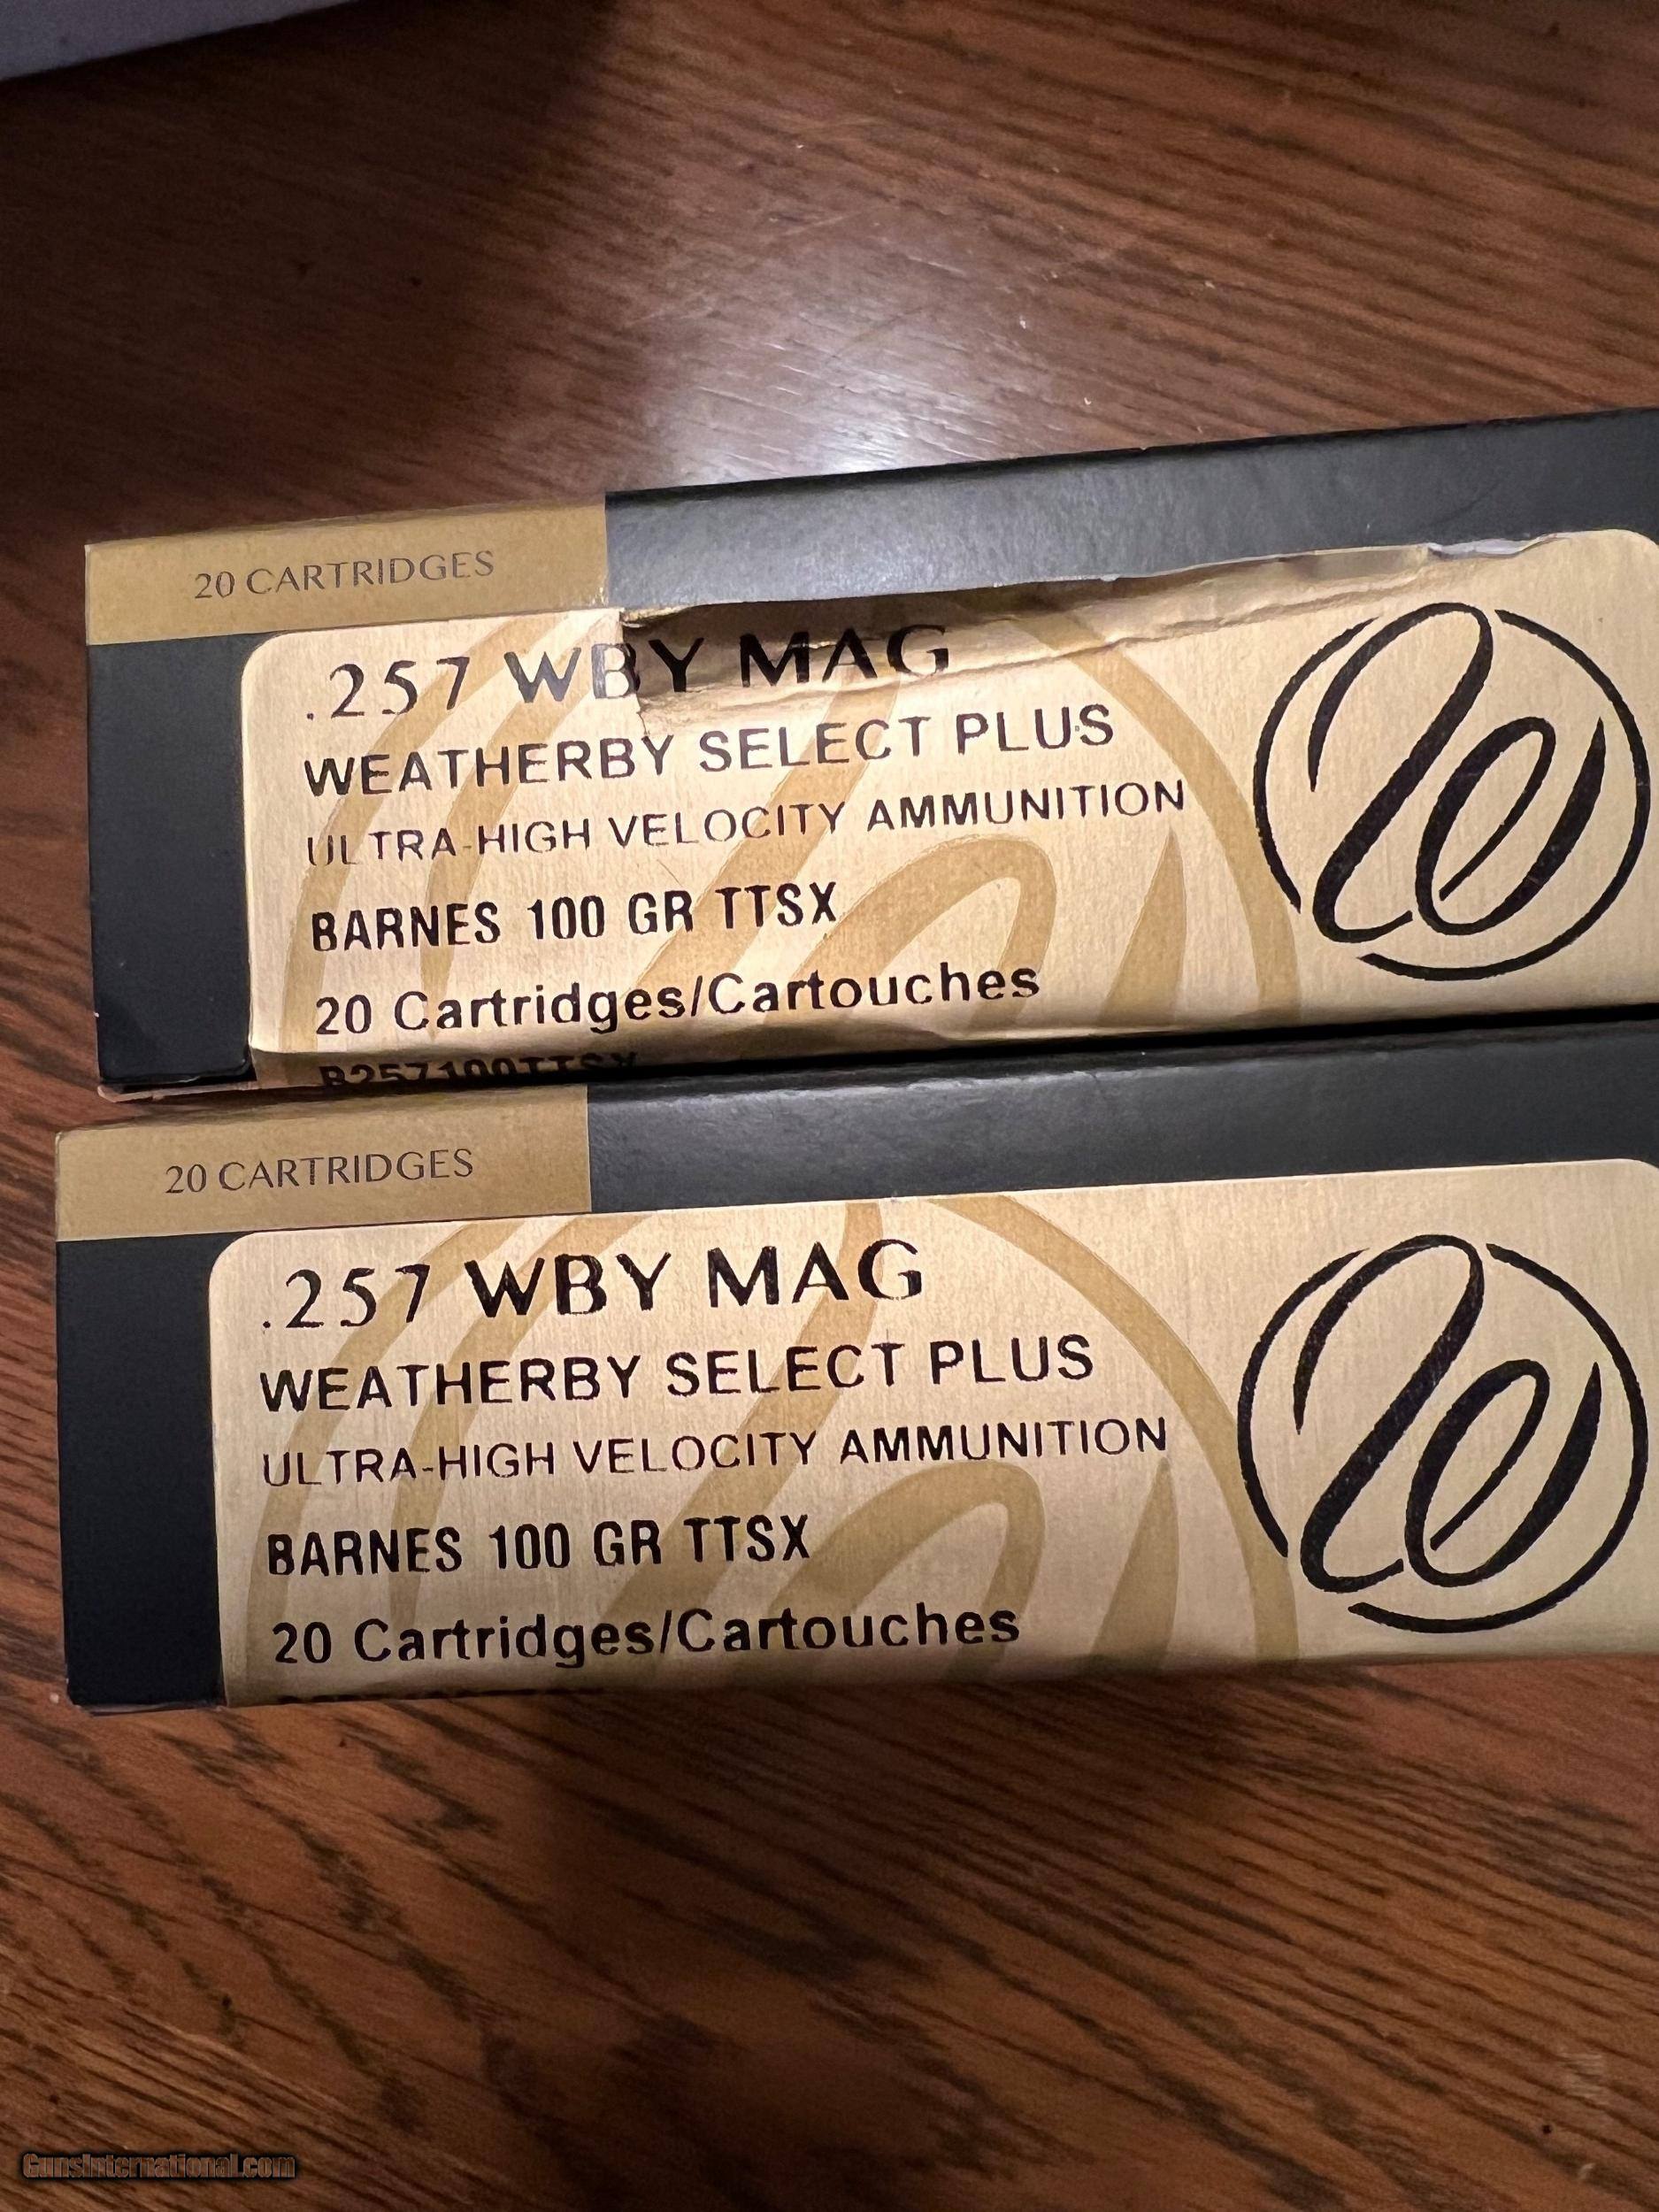 20 CARTRIDGES
.257 WBY MAG
WEATHERBY SELECT PLUS
ULTRA-HIGH VELOCITY AMMUNITION
BARNES 100 GR TTSX
20 Cartridges/Cartouches
B257100TTSX
20 CARTRIDGES
.257 WBY MAG
WEATHERBY SELECT PLUS
ULTRA-HIGH VELOCITY AMMUNITION
BARNES 100 GR TTSX
20 Cartridges/Cartouches
GunsInternational.com